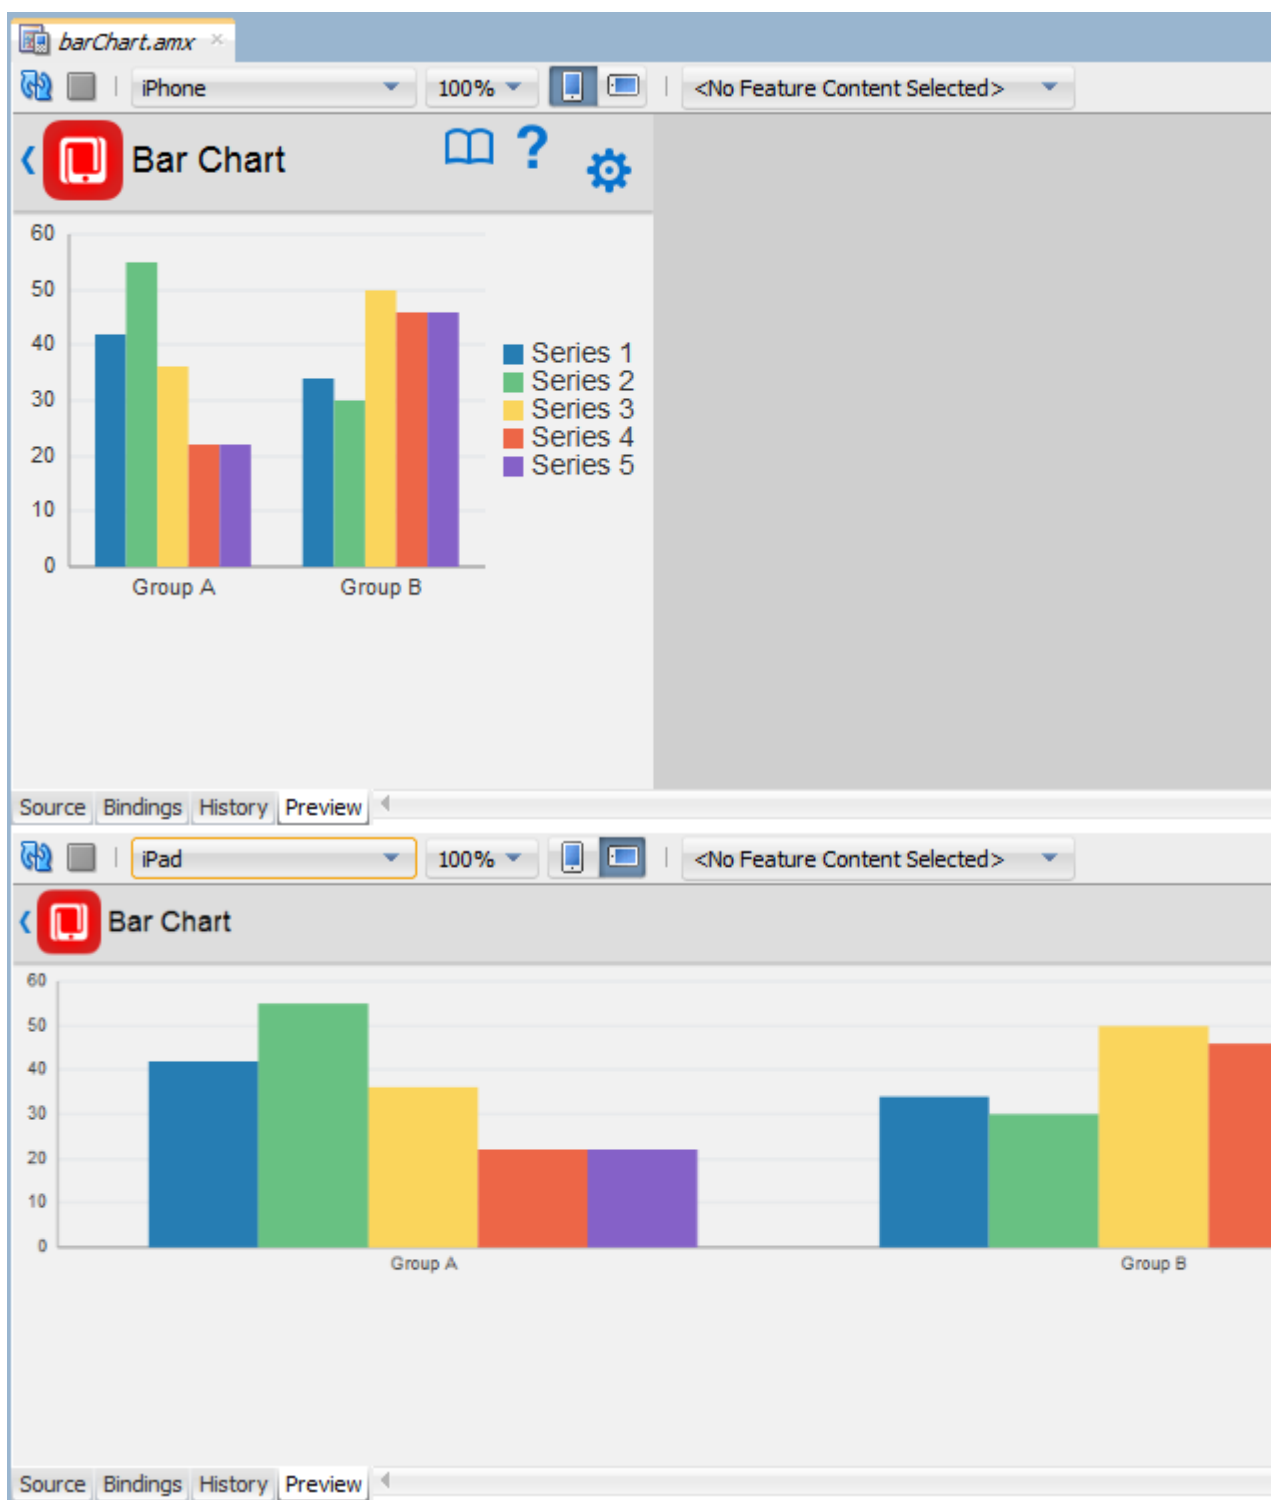 barChart.amx
iPhone 100% <No Feature Content Selected>
Bar Chart ?
60
50
40
30
20
10
0
Group A Group B
Series 1
Series 2
Series 3
Series 4
Series 5
Source Bindings History Preview
iPad 100% <No Feature Content Selected>
Bar Chart
60
50
40
30
20
10
0
Group A Group B
Source Bindings History Preview